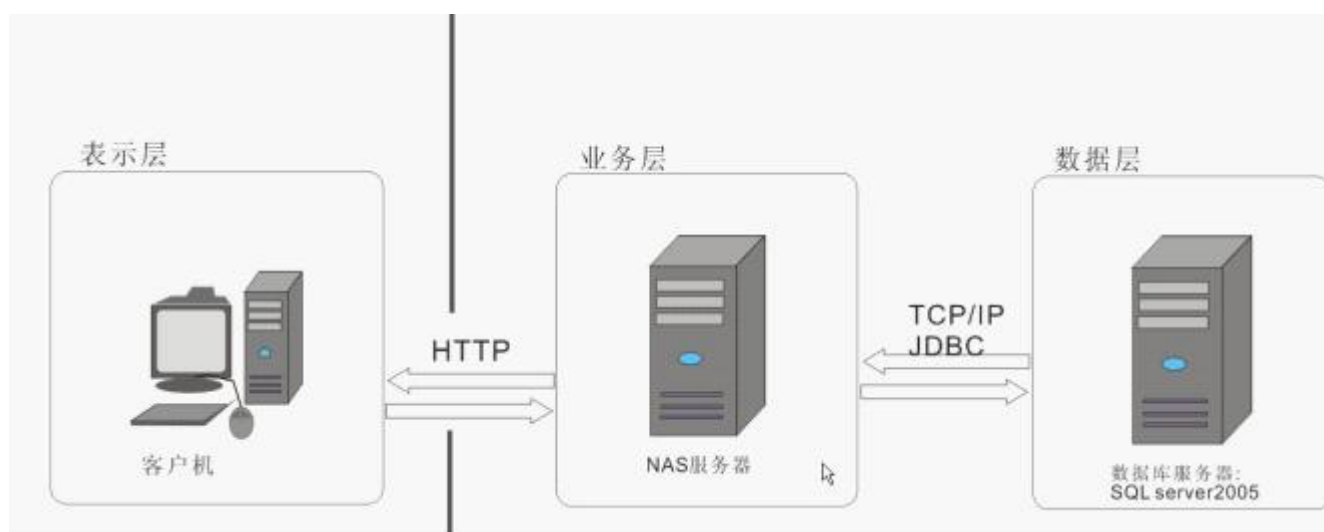 表示层
业务层
数据层
HTTP
TCP/IP
JDBC
客户机
NAS服务器
数据库服务器:
SQL server2005